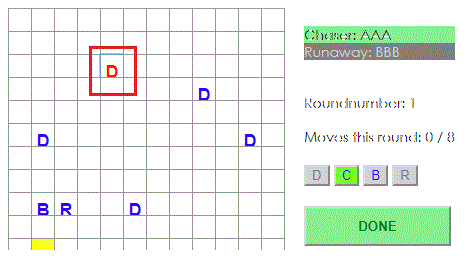 D
D
D
D
B R
D
Chaser: AAA
Runaway: BBB
Roundnumber: 1
Moves this round: 0 / 8
D C B R
DONE